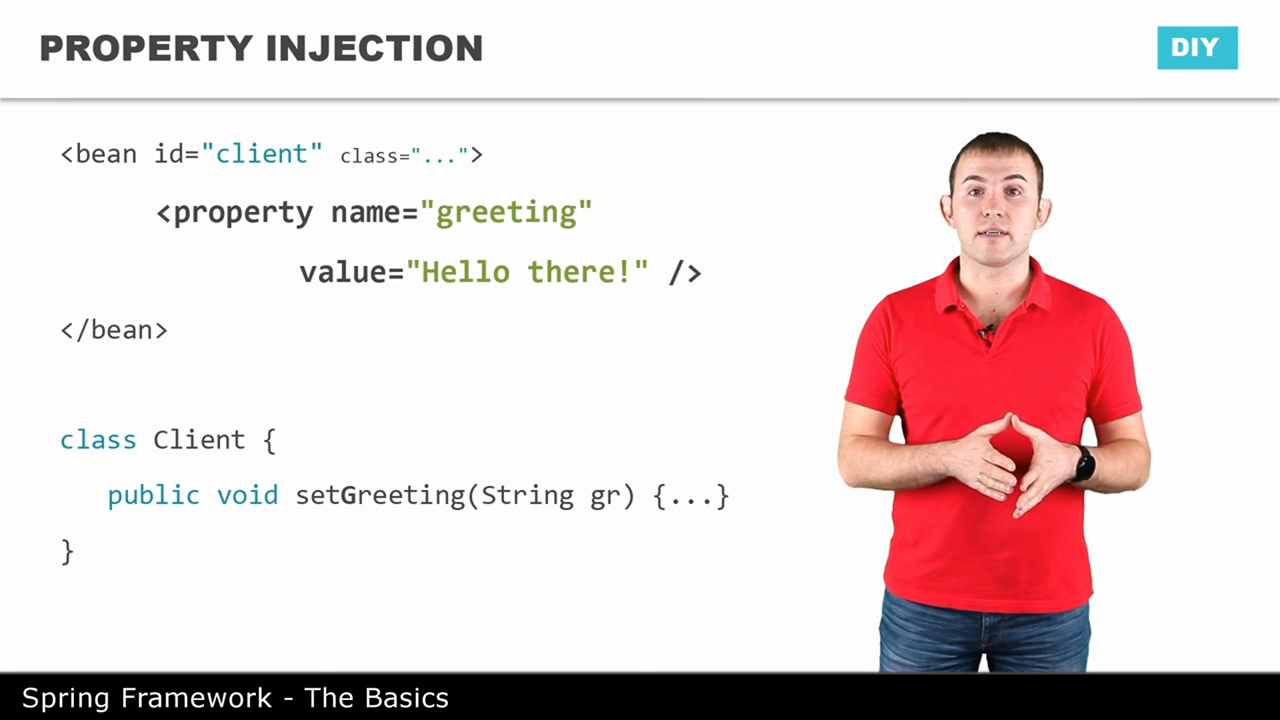 PROPERTY INJECTION
DIY
<bean id="client" class="...">
<property name="greeting"
value="Hello there!" />
</bean>
class Client {
public void setGreeting(String gr) {...}
}
Spring Framework - The Basics